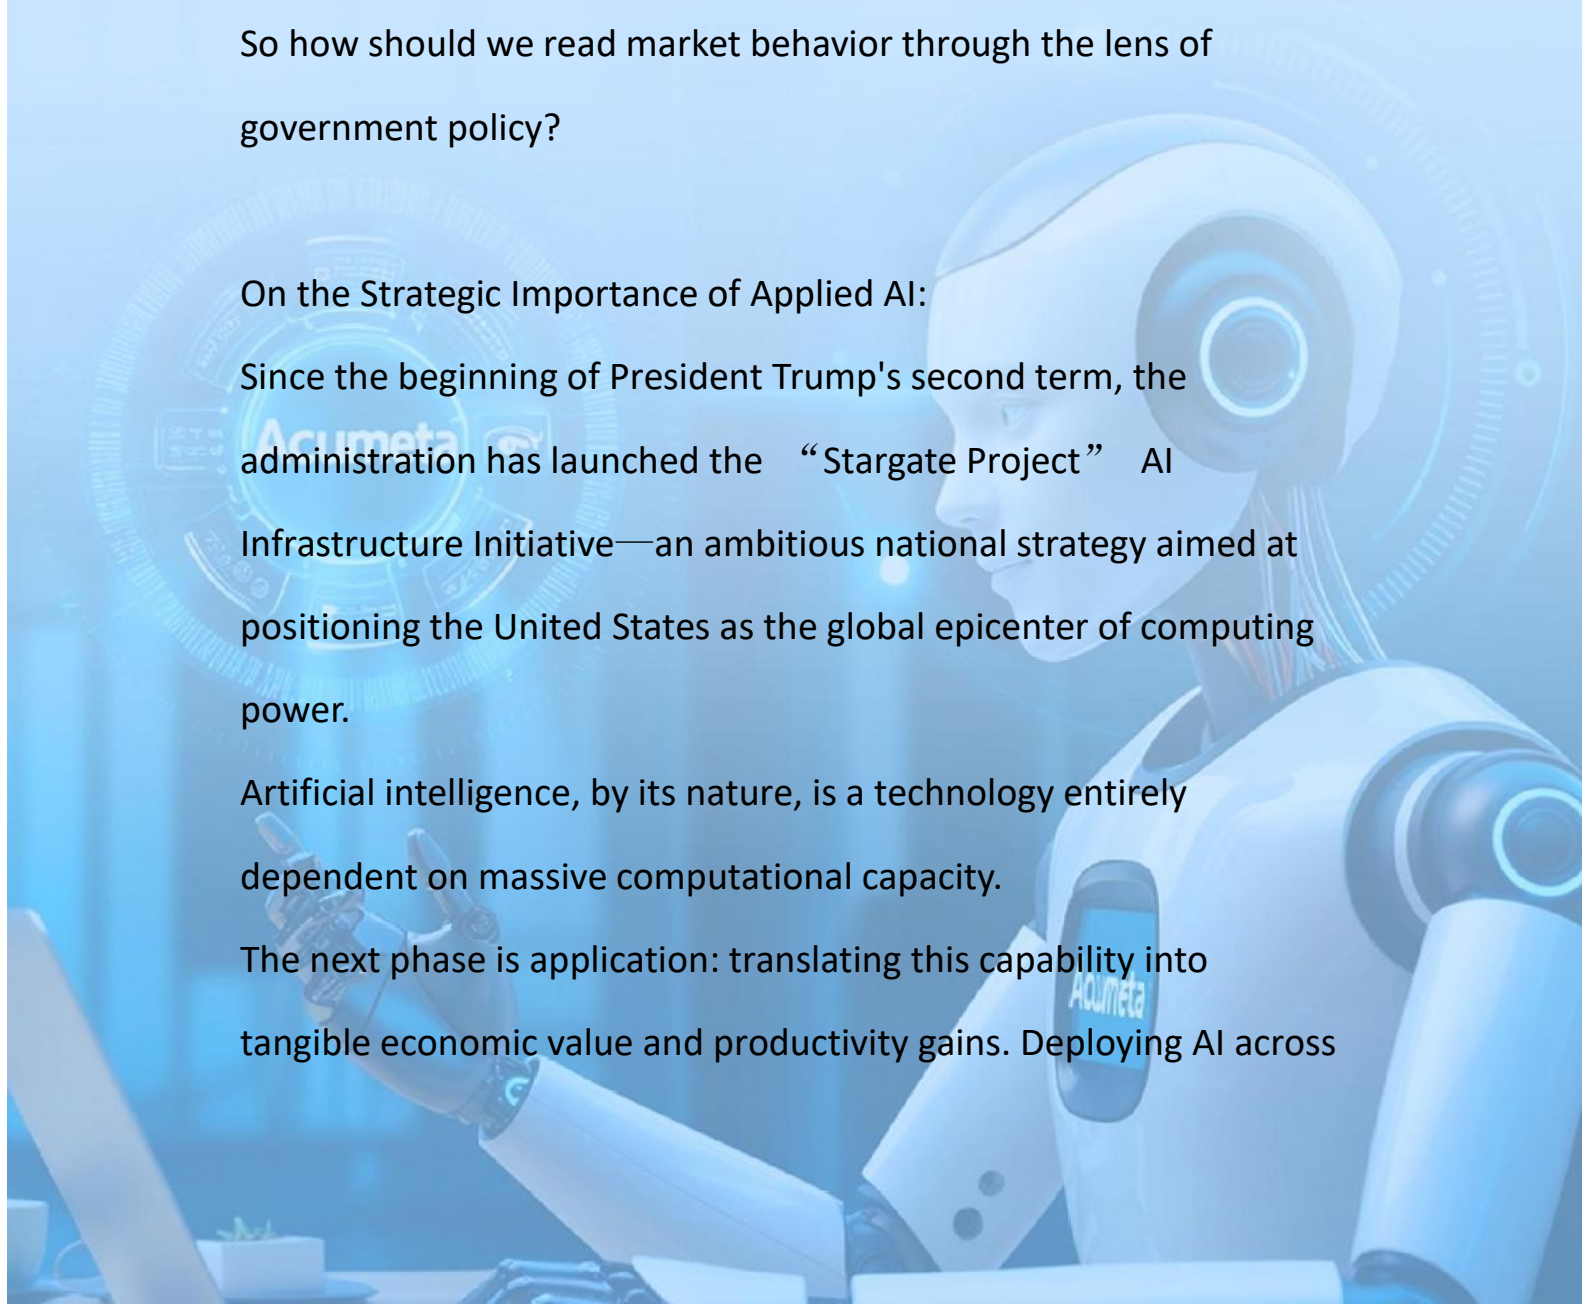 So how should we read market behavior through the lens of
government policy?
On the Strategic Importance of Applied AI:
Since the beginning of President Trump's second term, the
Acumeta
administration has launched the “Stargate Project” AI
Infrastructure Initiative—an ambitious national strategy aimed at
positioning the United States as the global epicenter of computing
power.
Artificial intelligence, by its nature, is a technology entirely
dependent on massive computational capacity.
The next phase is application: translating this capability into
Acumeta
tangible economic value and productivity gains. Deploying AI across